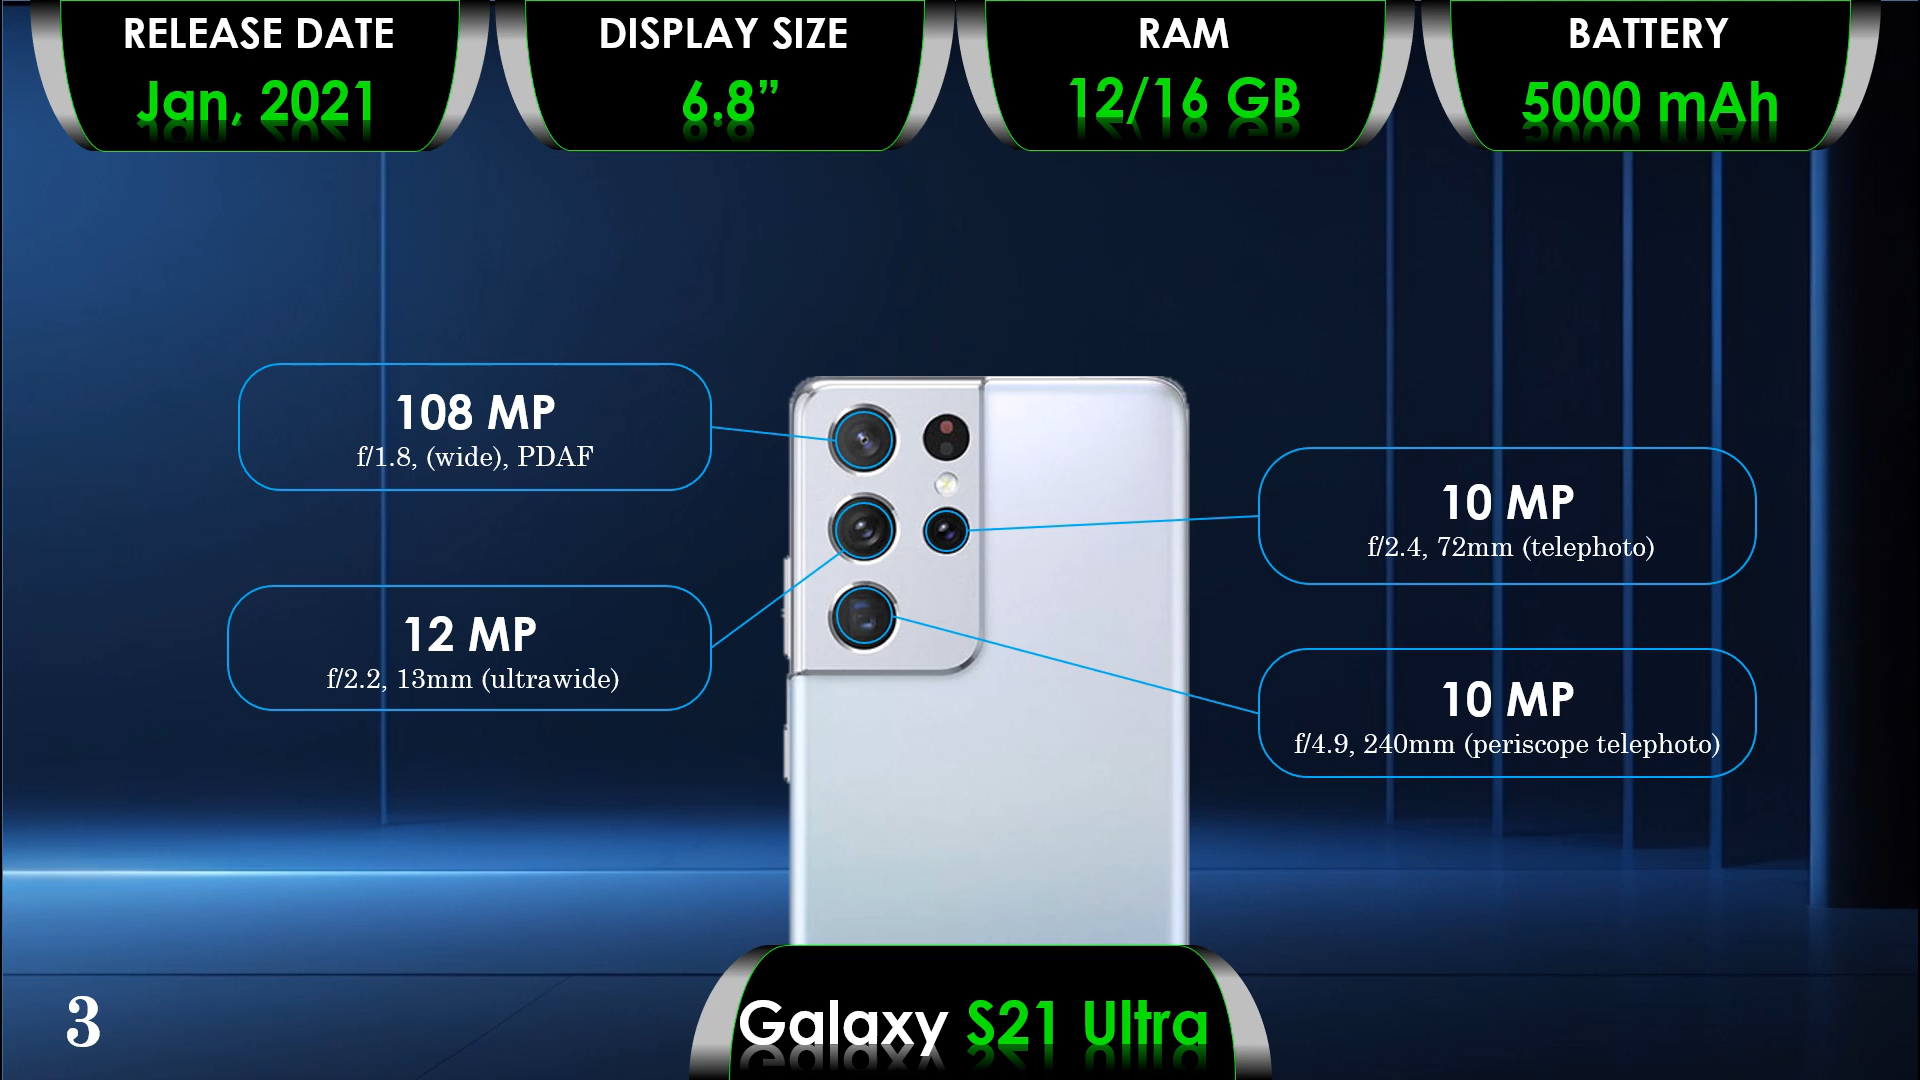 RELEASE DATE
Jan, 2021
DISPLAY SIZE
6.8”
RAM
12/16 GB
BATTERY
5000 mAh
108 MP
f/1.8, (wide), PDAF
12 MP
f/2.2, 13mm (ultrawide)
10 MP
f/2.4, 72mm (telephoto)
10 MP
f/4.9, 240mm (periscope telephoto)
3
Galaxy S21 Ultra